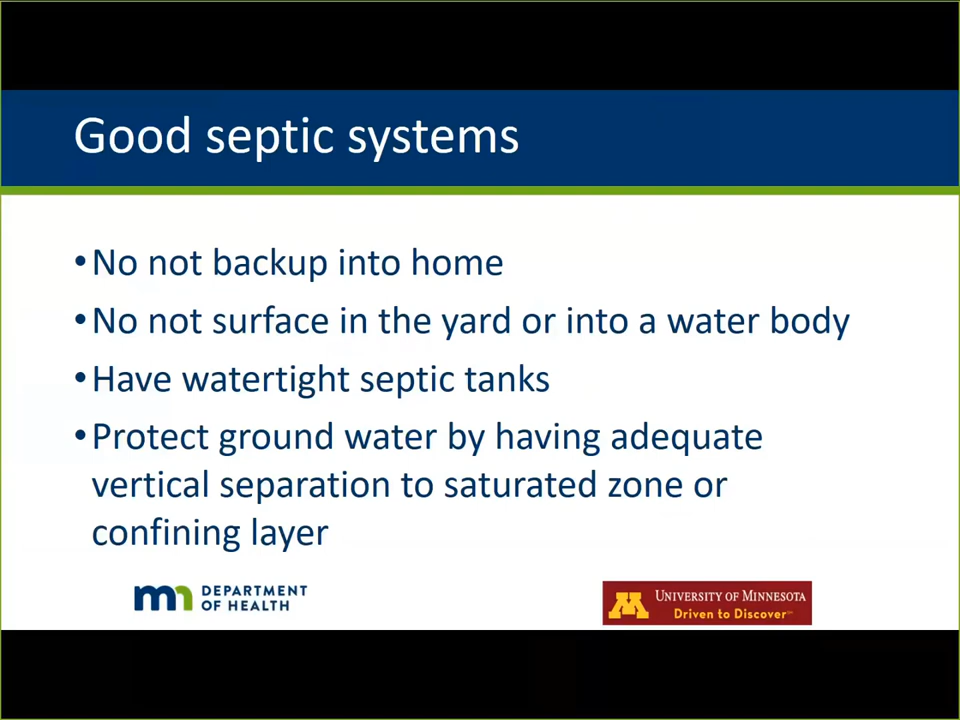 Good septic systems
•No not backup into home
•No not surface in the yard or into a water body
•Have watertight septic tanks
•Protect ground water by having adequate
vertical separation to saturated zone or
confining layer
mn DEPARTMENT
OF HEALTH
M UNIVERSITY OF MINNESOTA
Driven to Discover℠